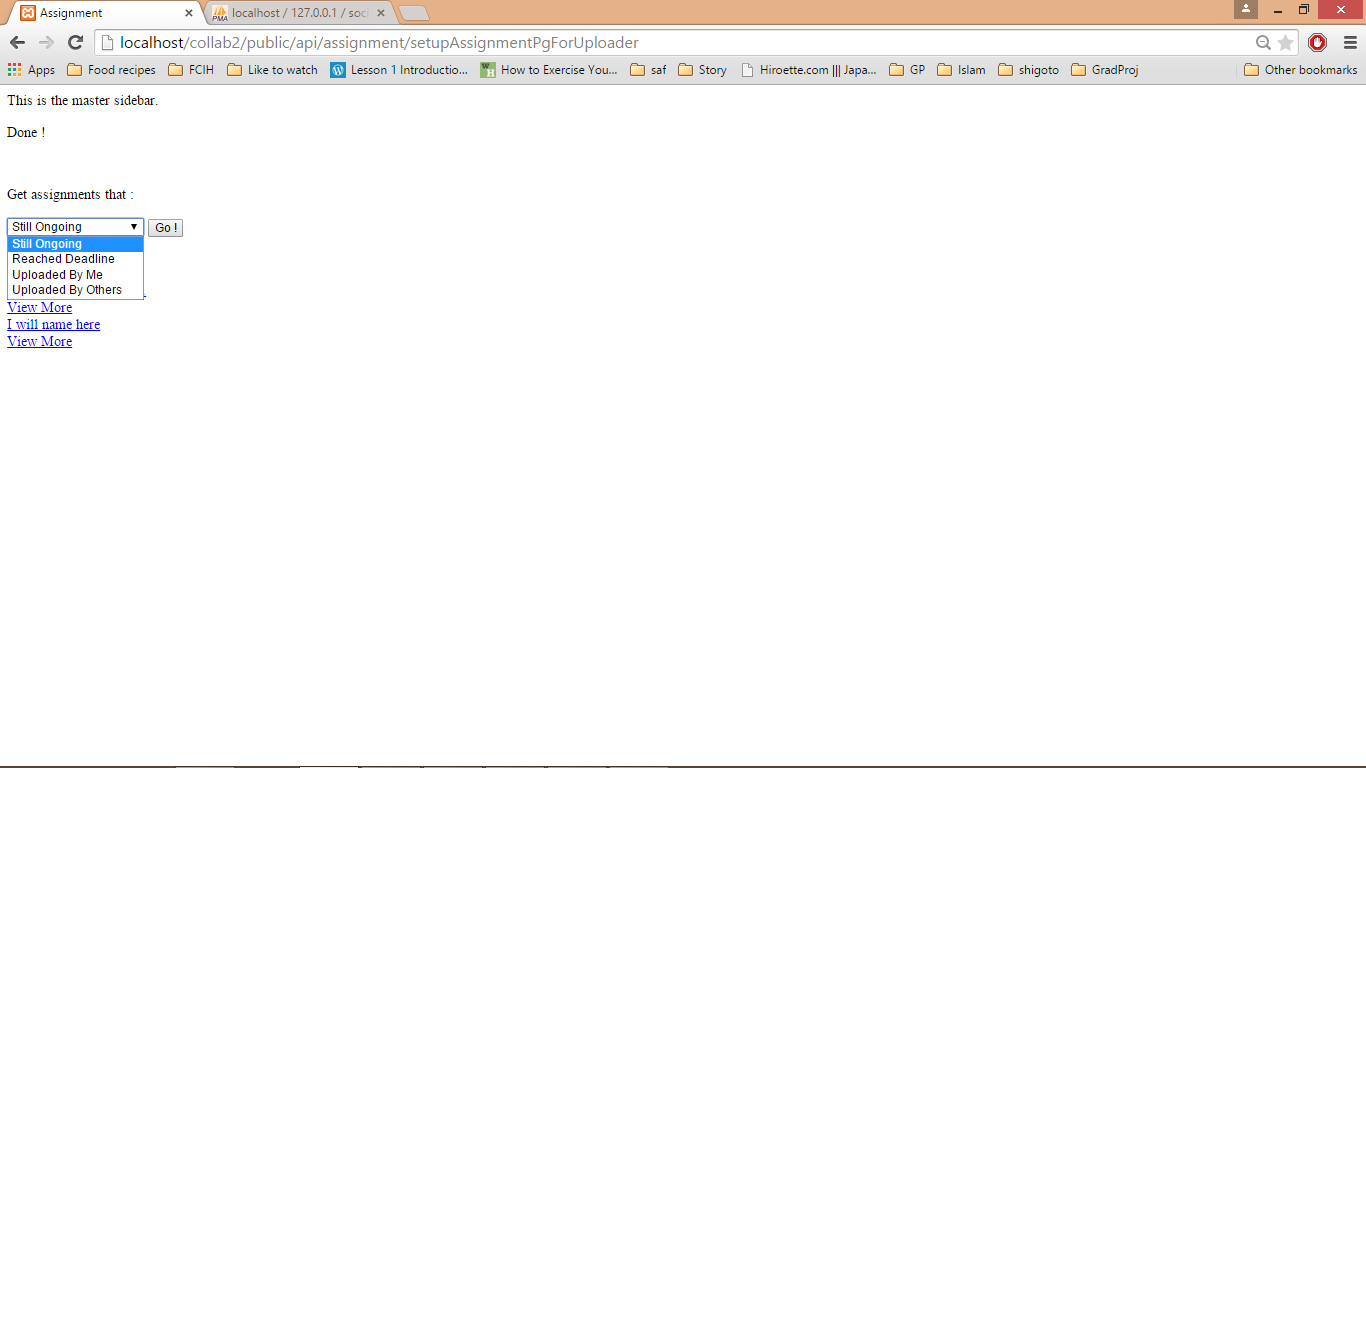 Assignment
localhost / 127.0.0.1 / soci
localhost/collab2/public/api/assignment/setupAssignmentPgForUploader
Apps Food recipes FCIH Like to watch Lesson 1 Introductio... How to Exercise You... saf Story Hiroette.com ||| Japa... GP Islam shigoto GradProj Other bookmarks
This is the master sidebar.
Done !
Get assignments that :
Still Ongoing Go !
Still Ongoing
Reached Deadline
Uploaded By Me
Uploaded By Others
View More
I will name here
View More